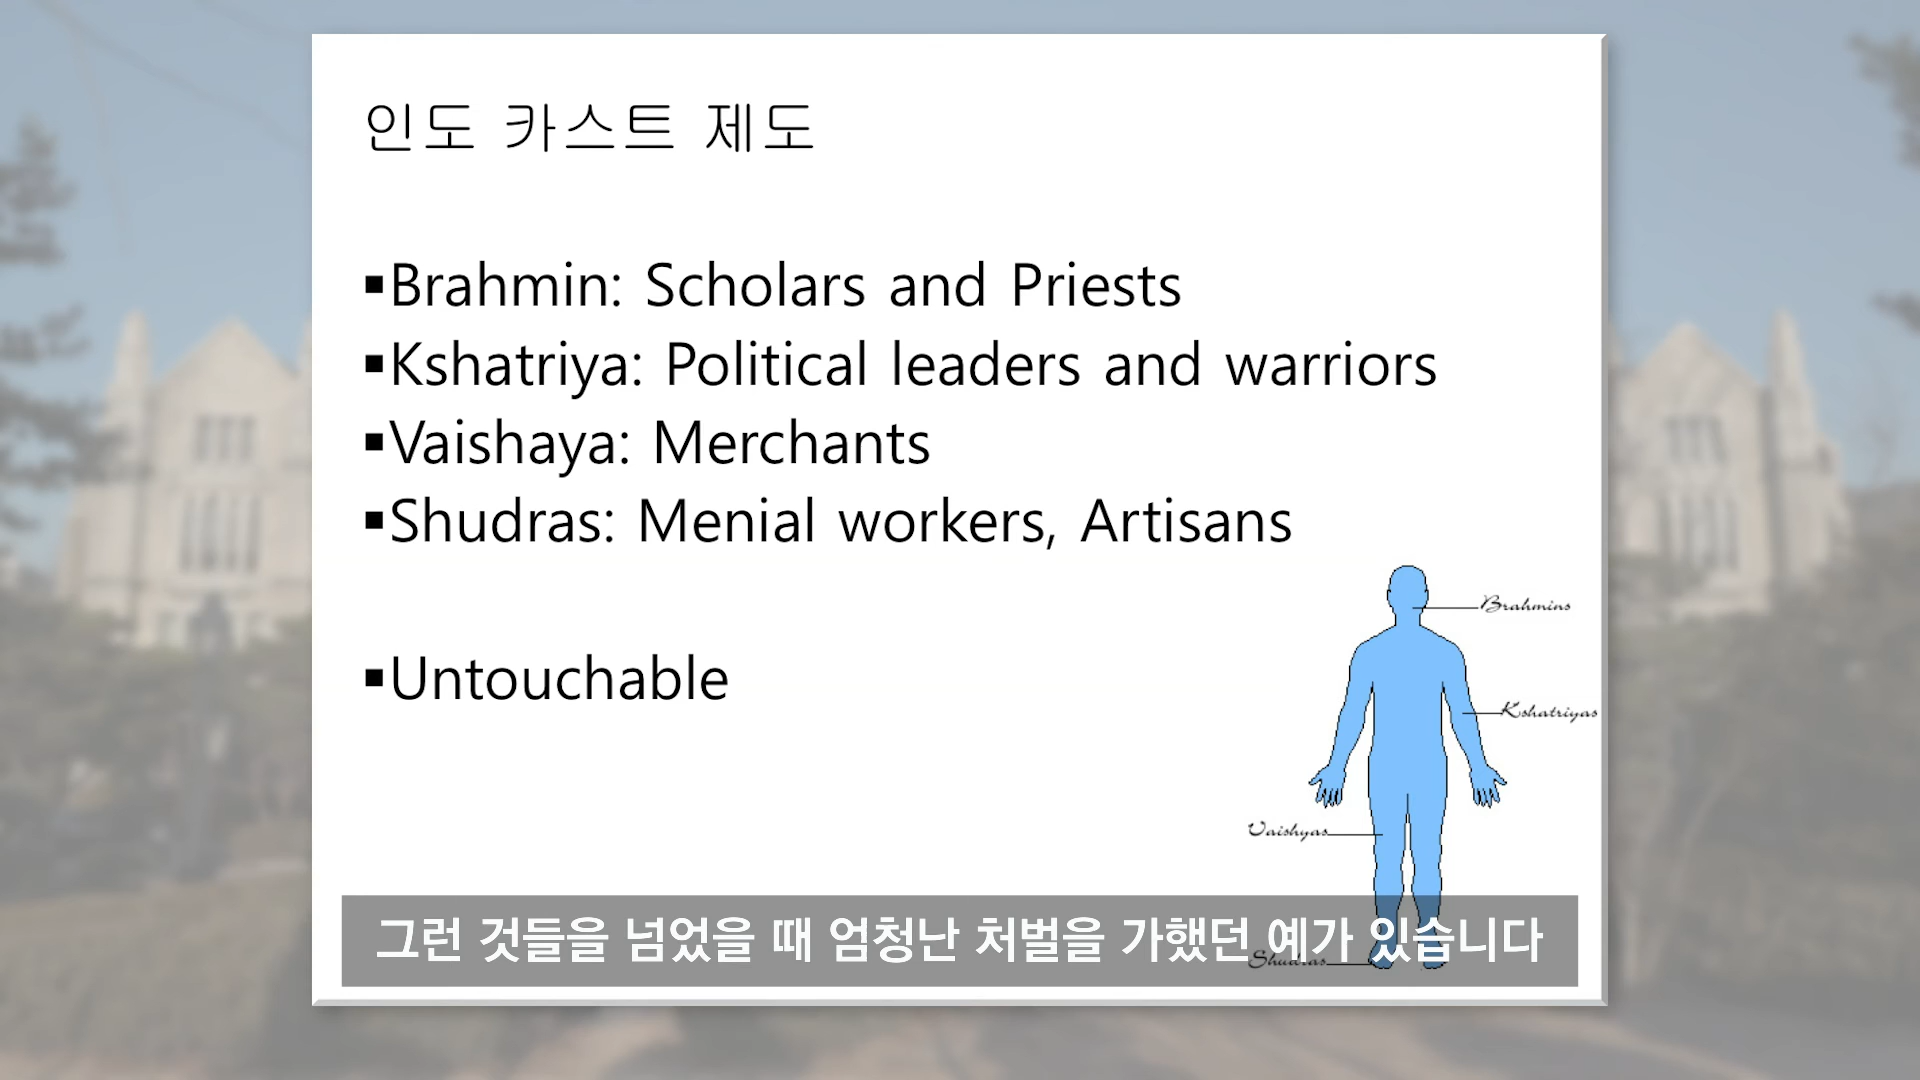 인도 카스트 제도
▪Brahmin: Scholars and Priests
▪Kshatriya: Political leaders and warriors
▪Vaishaya: Merchants
▪Shudras: Menial workers, Artisans
▪Untouchable
Brahmins
Kshatriyas
Vaishyas
Shudras
그런 것들을 넘었을 때 엄청난 처벌을 가했던 예가 있습니다